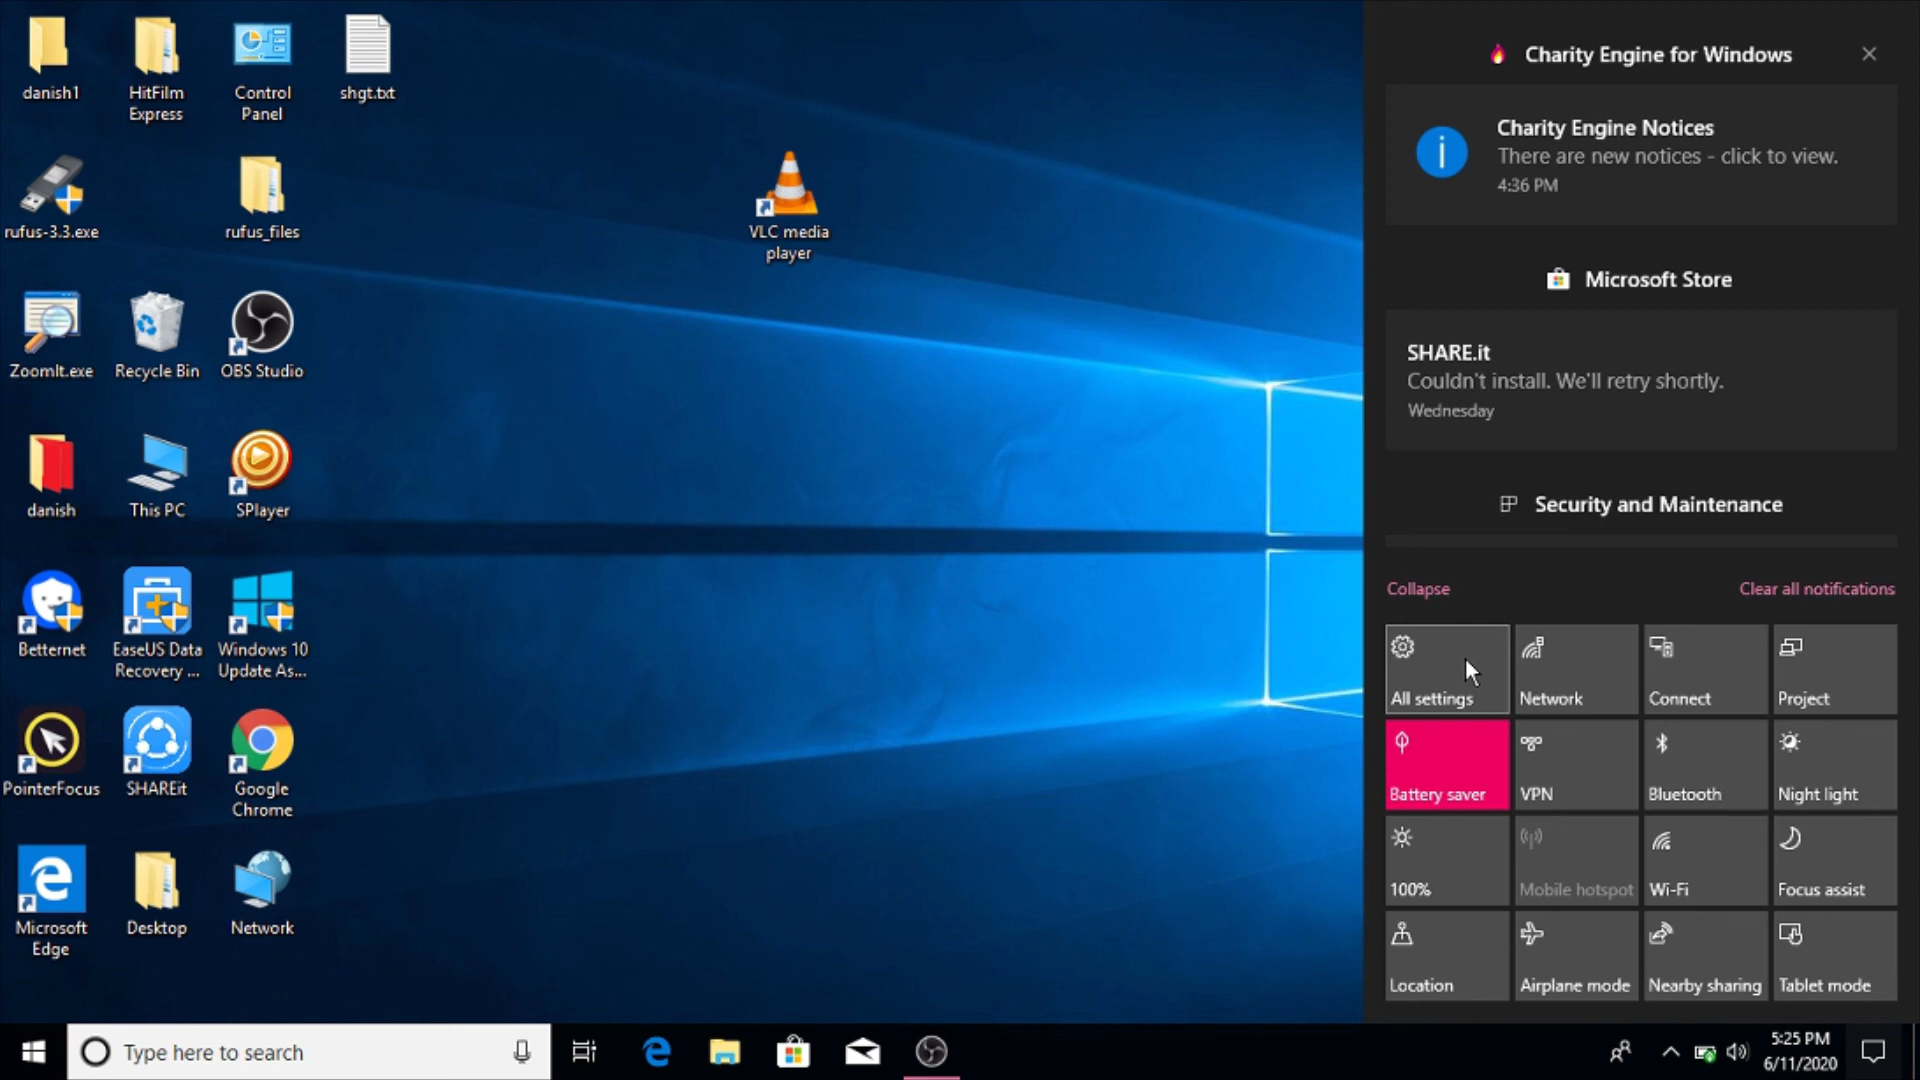 danish1
HitFilm
Express
Control
Panel
shgt.txt
rufus-3.3.exe
rufus_files
VLC media
player
ZoomIt.exe
Recycle Bin
OBS Studio
danish
This PC
SPlayer
Betternet
EaseUS Data
Recovery ...
Windows 10
Update As...
PointerFocus
SHAREit
Google
Chrome
Microsoft
Edge
Desktop
Network
Charity Engine for Windows
Charity Engine Notices
There are new notices - click to view.
4:36 PM
Microsoft Store
SHARE.it
Couldn't install. We'll retry shortly.
Wednesday
Security and Maintenance
Collapse
Clear all notifications
All settings
Network
Connect
Project
Battery saver
VPN
Bluetooth
Night light
100%
Mobile hotspot
Wi-Fi
Focus assist
Location
Airplane mode
Nearby sharing
Tablet mode
Type here to search
5:25 PM
6/11/2020